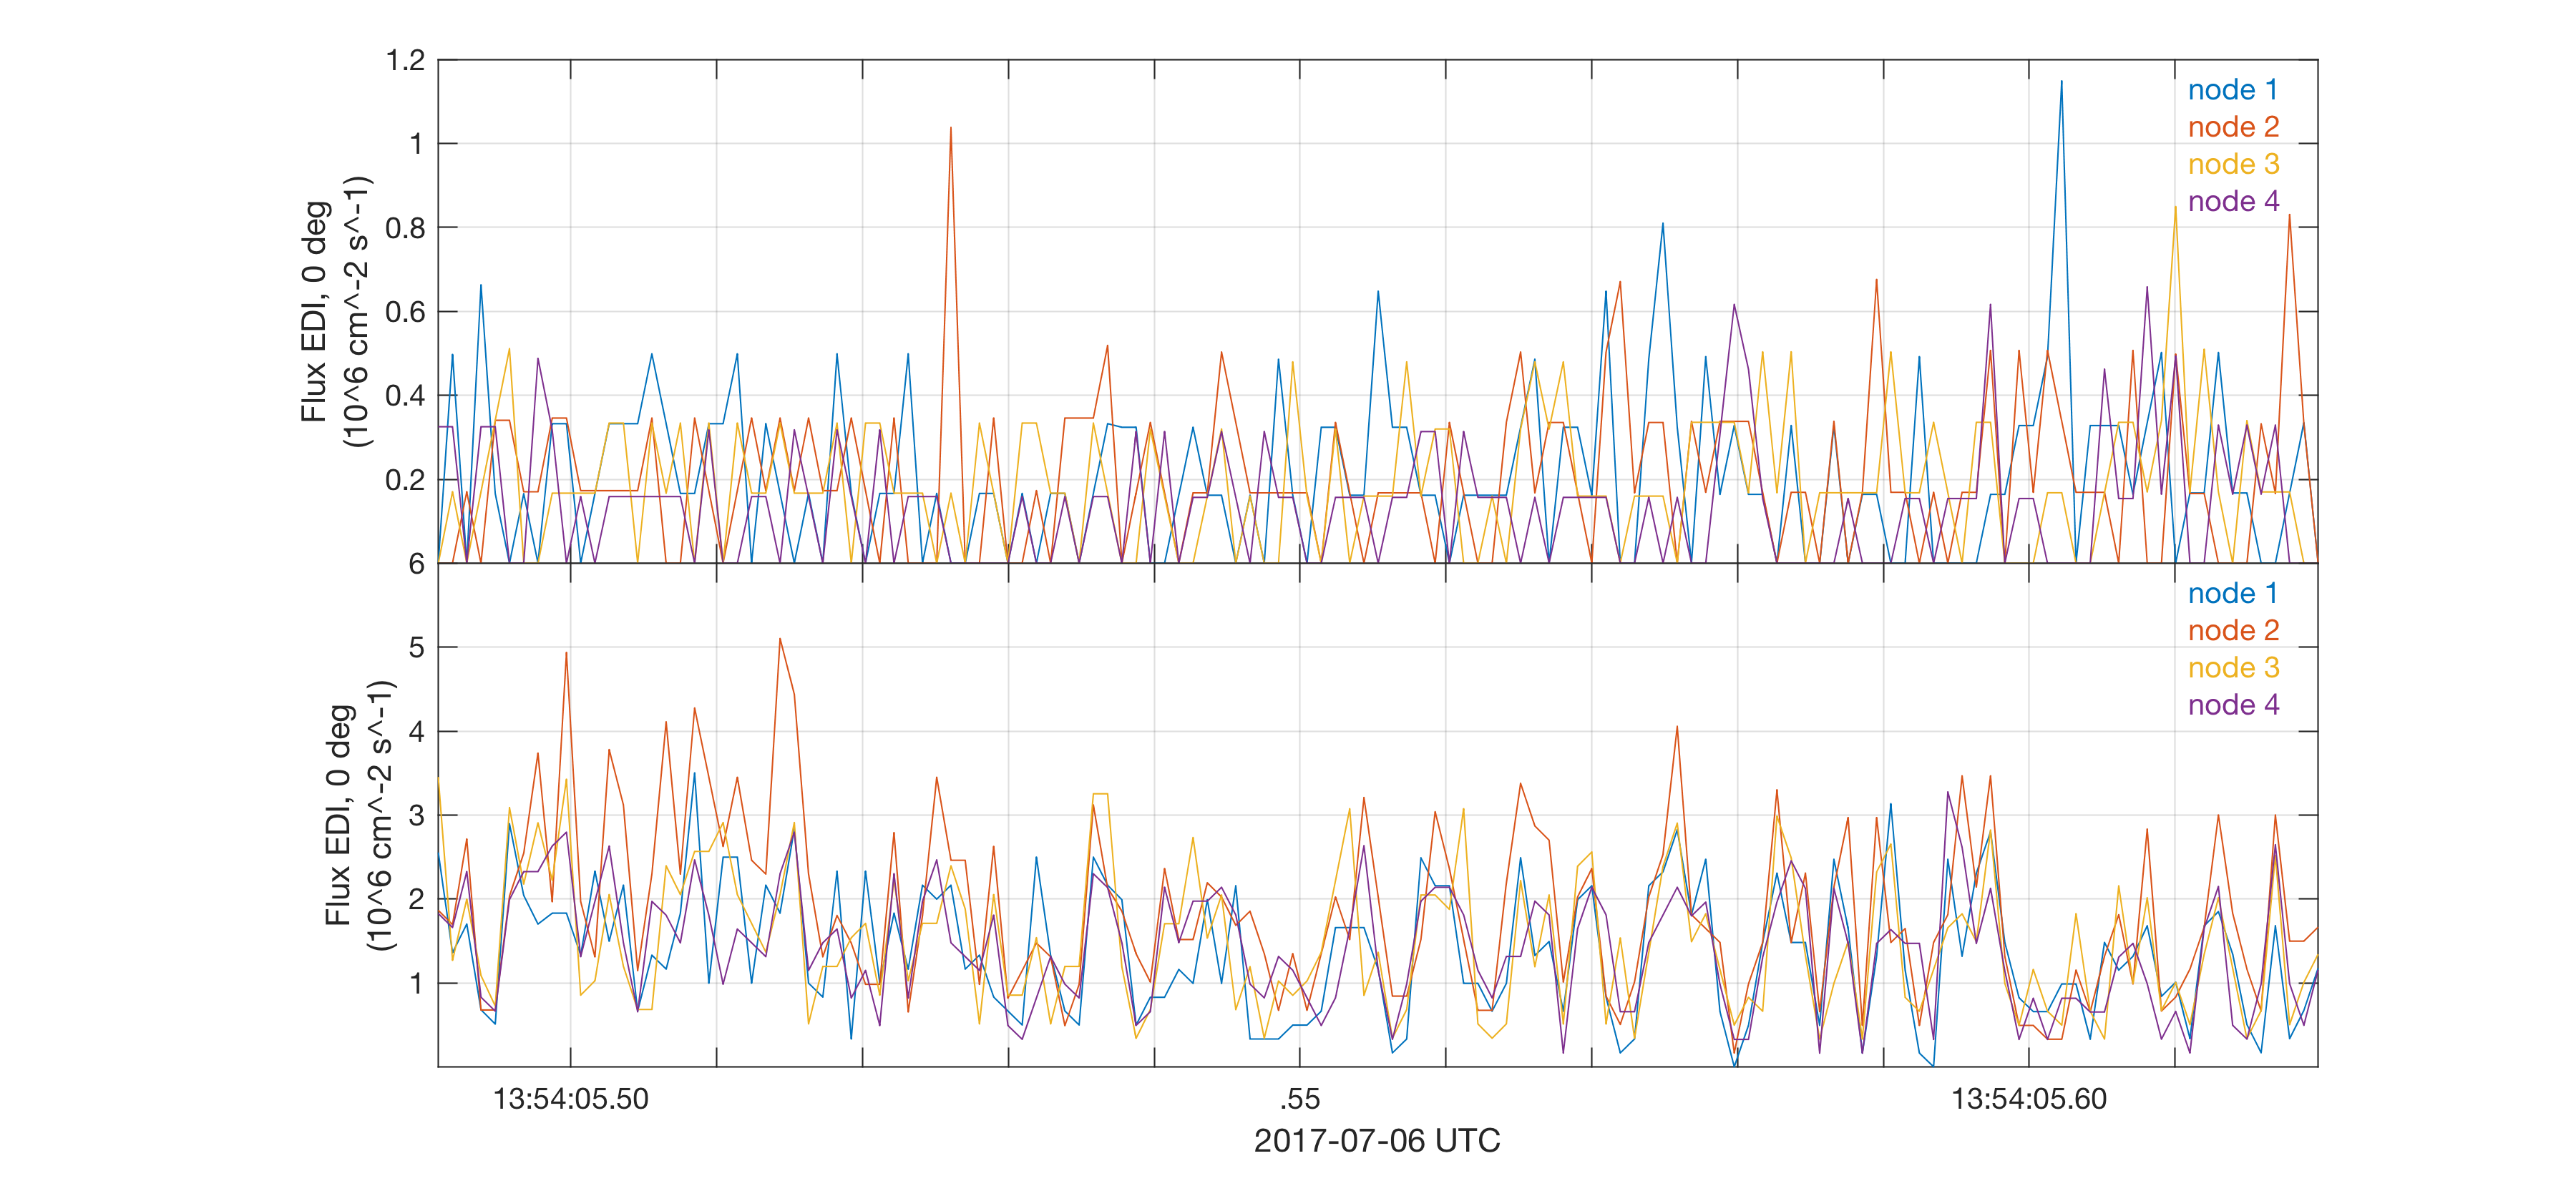 Flux EDI, 0 deg
(10^6 cm^-2 s^-1)
1.2
1
0.8
0.6
0.4
0.2
node 1
node 2
node 3
node 4
Flux EDI, 0 deg
(10^6 cm^-2 s^-1)
6
5
4
3
2
1
node 1
node 2
node 3
node 4
13:54:05.50
.55
13:54:05.60
2017-07-06 UTC